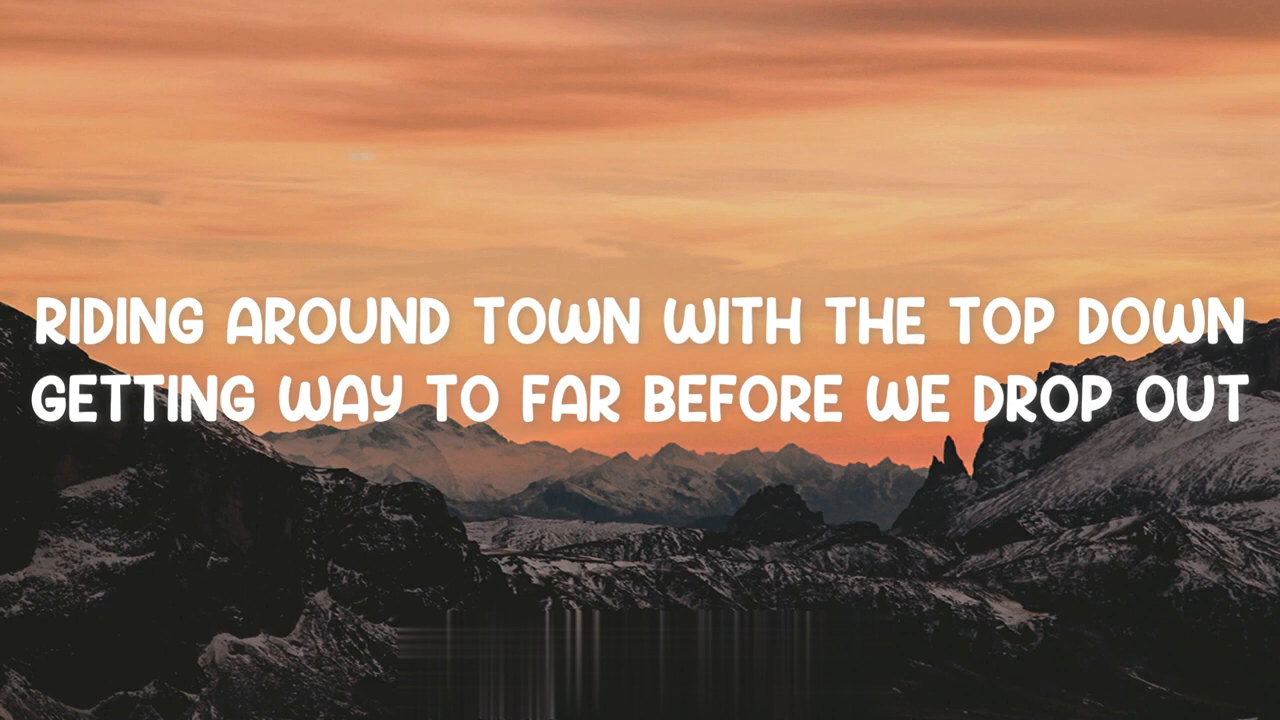 RIDING AROUND TOWN WITH THE TOP DOWN
GETTING WAY TO FAR BEFORE WE DROP OUT